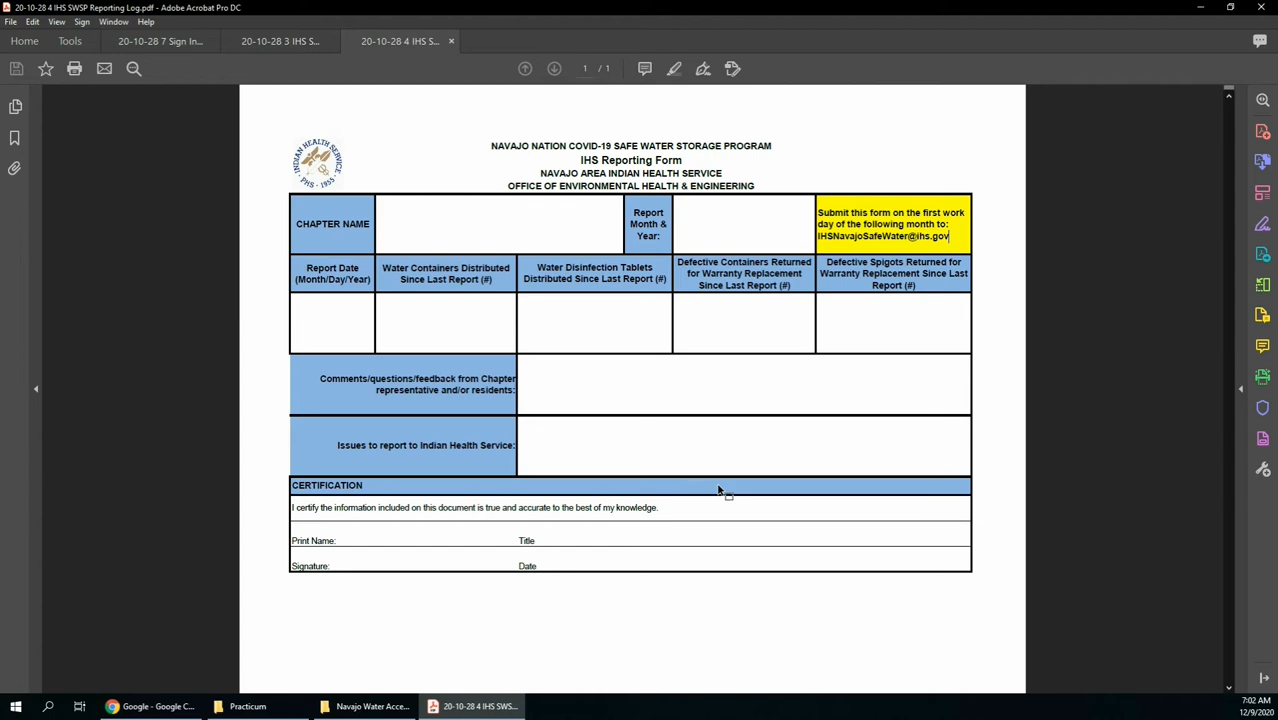 20-10-28 4 IHS SWSP Reporting Log.pdf - Adobe Acrobat Pro DC
File Edit View Sign Window Help
Home Tools 20-10-28 7 Sign In... 20-10-28 3 IHS S... 20-10-28 4 IHS S... ×
1 / 1
INDIAN HEALTH SERVICE
PHS - 1955
NAVAJO NATION COVID-19 SAFE WATER STORAGE PROGRAM
IHS Reporting Form
NAVAJO AREA INDIAN HEALTH SERVICE
OFFICE OF ENVIRONMENTAL HEALTH & ENGINEERING
CHAPTER NAME
Report
Month &
Year:
Submit this form on the first work
day of the following month to:
IHSNavajoSafeWater@ihs.gov
Report Date
(Month/Day/Year)
Water Containers Distributed
Since Last Report (#)
Water Disinfection Tablets
Distributed Since Last Report (#)
Defective Containers Returned
for Warranty Replacement
Since Last Report (#)
Defective Spigots Returned for
Warranty Replacement Since Last
Report (#)
Comments/questions/feedback from Chapter
representative and/or residents:
Issues to report to Indian Health Service:
CERTIFICATION
I certify the information included on this document is true and accurate to the best of my knowledge.
Print Name: Title
Signature: Date
Google - Google C... Practicum Navajo Water Acce... 20-10-28 4 IHS SWS...
7:02 AM
12/9/2020